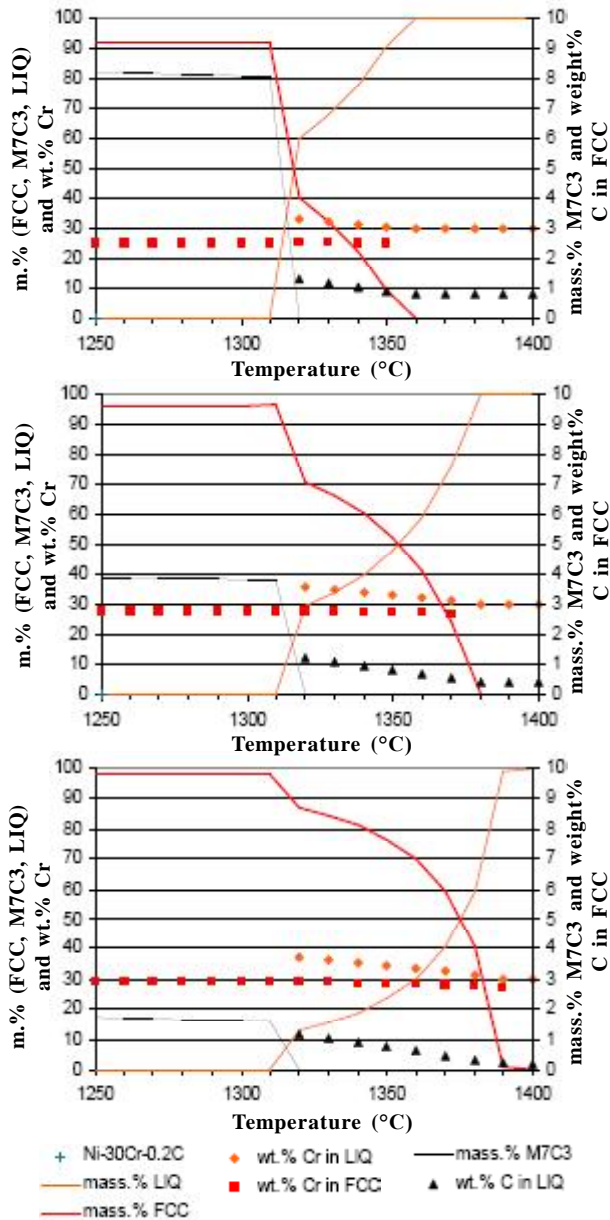 100 90 80 70 60 50 40 30 20 10 0
m.% (FCC, M7C3, LIQ)
and wt.% Cr
10 9 8 7 6 5 4 3 2 1 0
mass.% M7C3 and weight%
C in FCC
1250 1300 1350 1400
Temperature (°C)
100 90 80 70 60 50 40 30 20 10 0
m.% (FCC, M7C3, LIQ)
and wt.% Cr
10 9 8 7 6 5 4 3 2 1 0
mass.% M7C3 and weight%
C in FCC
1250 1300 1350 1400
Temperature (°C)
100 90 80 70 60 50 40 30 20 10 0
m.% (FCC, M7C3, LIQ)
and wt.% Cr
10 9 8 7 6 5 4 3 2 1 0
mass.% M7C3 and weight%
C in FCC
1250 1300 1350 1400
Temperature (°C)
Ni-30Cr-0.2C wt.% Cr in LIQ mass.% M7C3
mass.% LIQ wt.% Cr in FCC wt.% C in LIQ
mass.% FCC